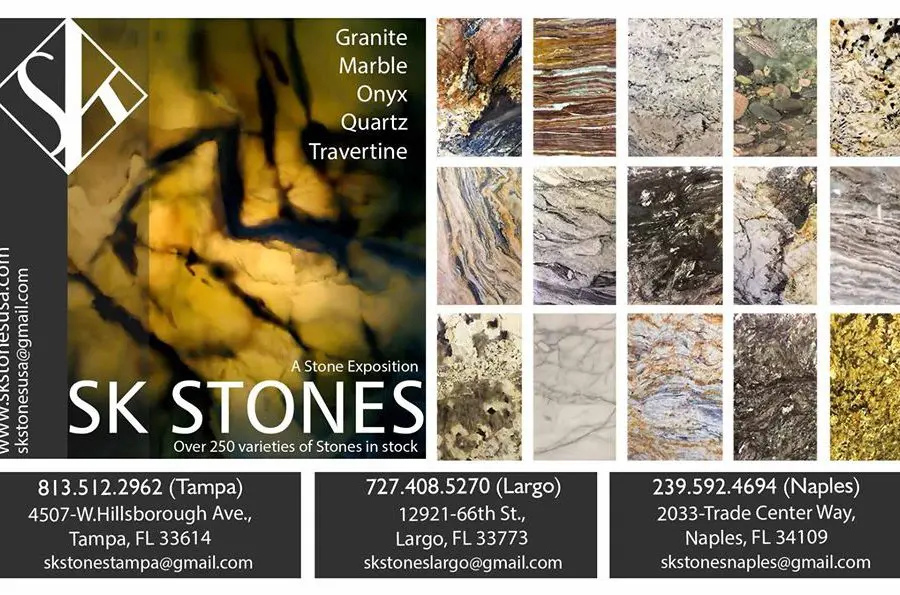 SK
Granite
Marble
Onyx
Quartz
Travertine
www.skstonesusa.com
skstonesusa@gmail.com
A Stone Exposition
SK STONES
Over 250 varieties of Stones in stock
813.512.2962 (Tampa)
4507-W.Hillsborough Ave.,
Tampa, FL 33614
skstonestampa@gmail.com
727.408.5270 (Largo)
12921-66th St.,
Largo, FL 33773
skstoneslargo@gmail.com
239.592.4694 (Naples)
2033-Trade Center Way,
Naples, FL 34109
skstonesnaples@gmail.com